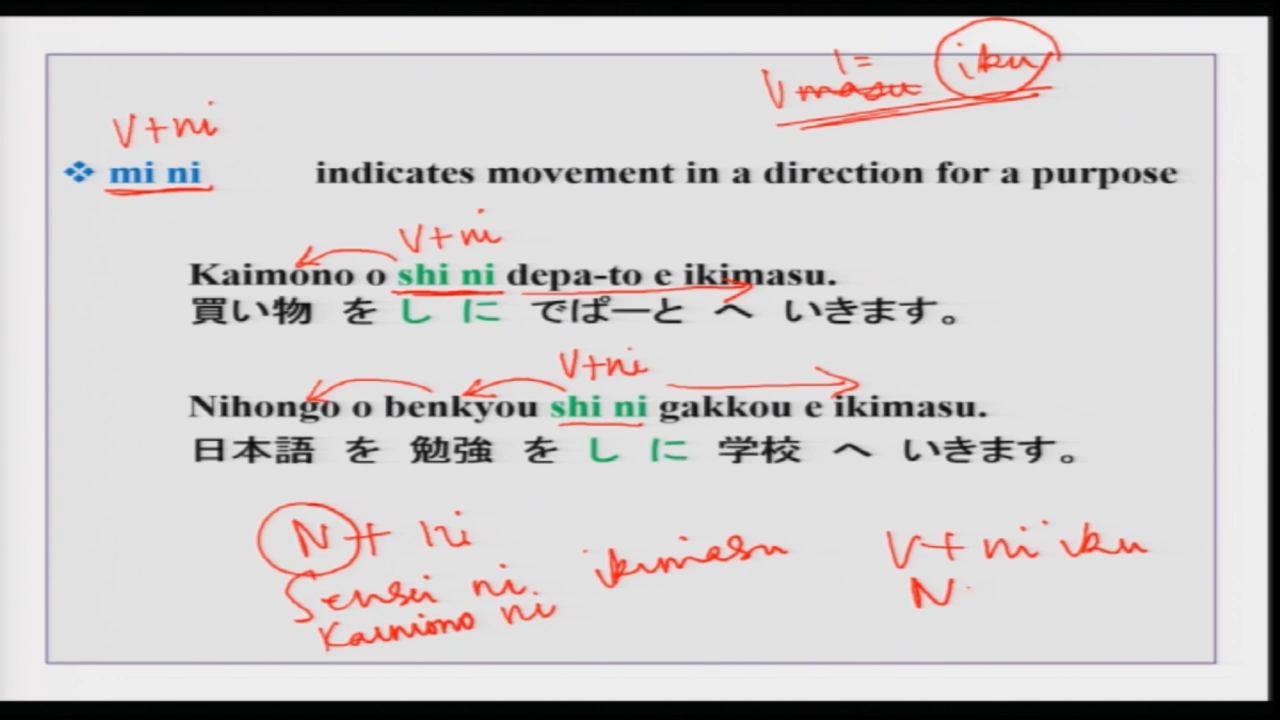 Vmasu iku
V+ni
❖ mi ni indicates movement in a direction for a purpose
V+ni
Kaimono o shi ni depa-to e ikimasu.
買い物 を し に でぱーと へ いきます。
V+ni
Nihongo o benkyou shi ni gakkou e ikimasu.
日本語 を 勉強 を し に 学校 へ いきます。
N+ ni
Sensei ni ikimasu
Kaimono ni
V+ ni iku
N